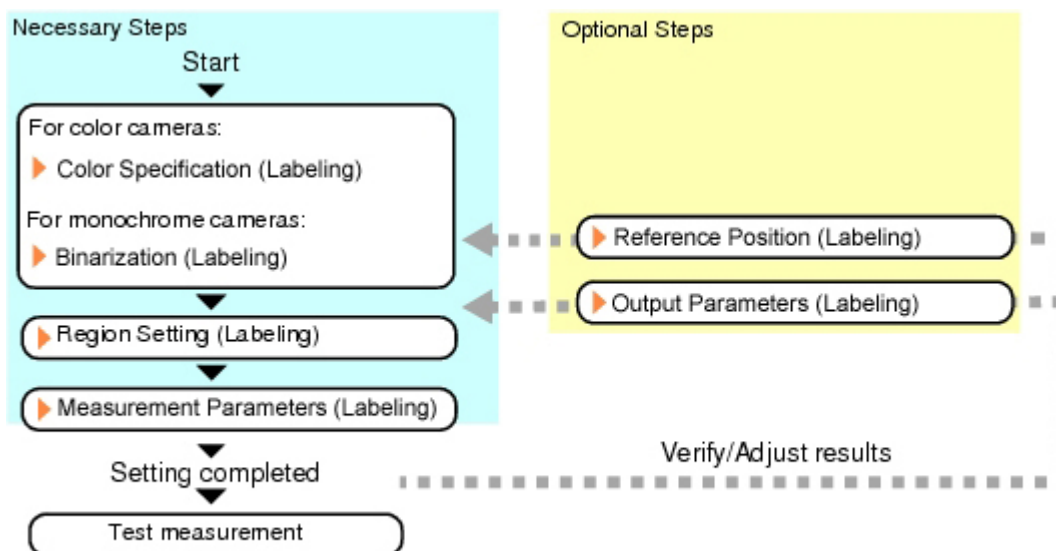 Necessary Steps
Start
For color cameras:
Color Specification (Labeling)
For monochrome cameras:
Binarization (Labeling)
Region Setting (Labeling)
Measurement Parameters (Labeling)
Setting completed
Test measurement
Optional Steps
Reference Position (Labeling)
Output Parameters (Labeling)
Verify/Adjust results